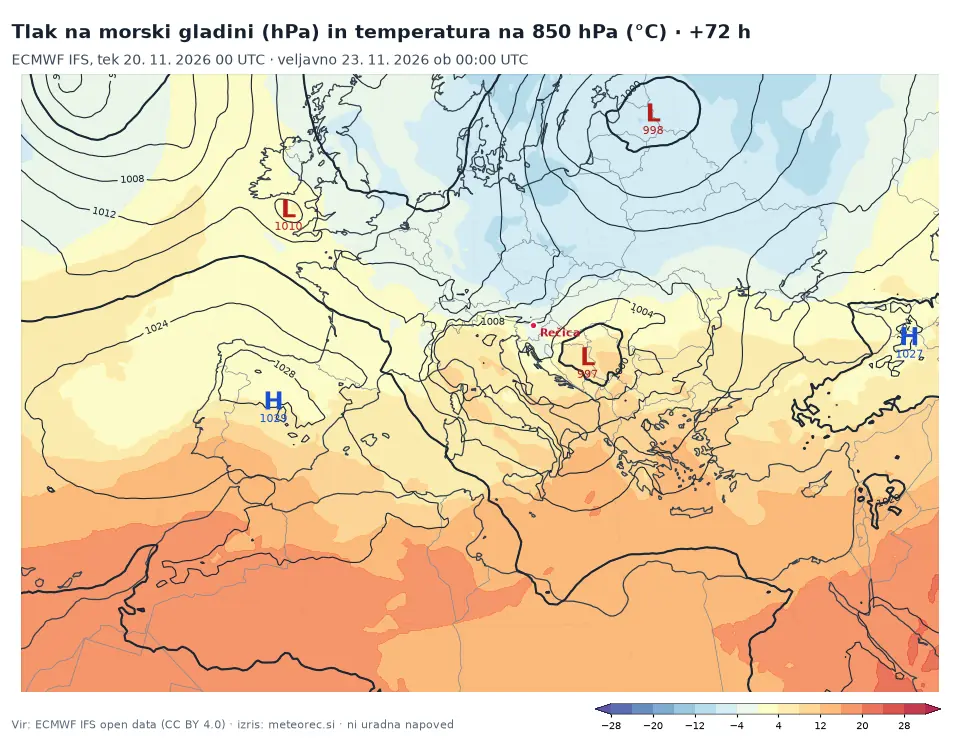 Tlak na morski gladini (hPa) in temperatura na 850 hPa (°C) · +72 h
ECMWF IFS, tek 20. 11. 2026 00 UTC · veljavno 23. 11. 2026 ob 00:00 UTC
L
998
1008
1012
L
1010
1004
1008
Rečica
1024
H
1027
L
997
1000
1028
H
1029
−28 −20 −12 −4 4 12 20 28
Vir: ECMWF IFS open data (CC BY 4.0) · izris: meteorec.si · ni uradna napoved